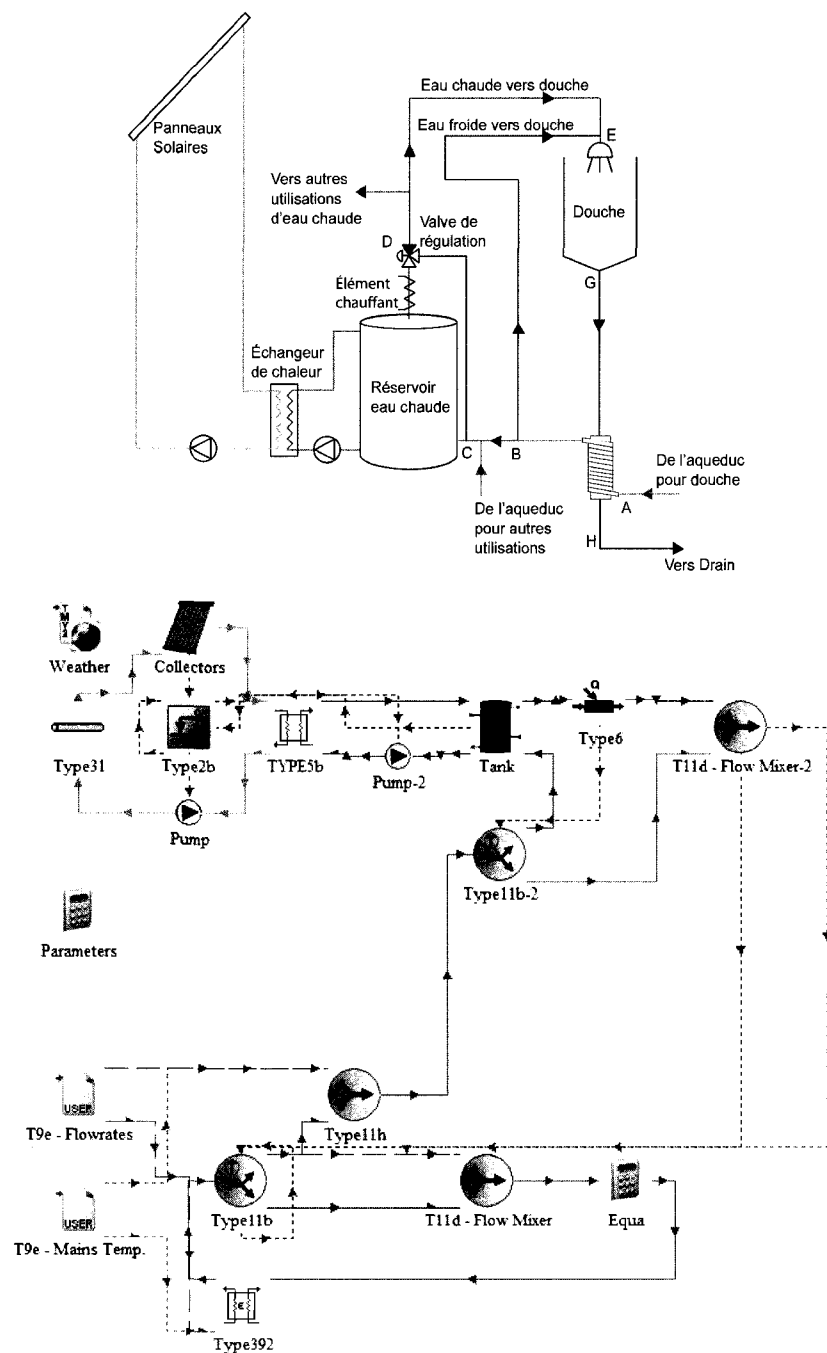 Panneaux
Solaires
Eau chaude vers douche
Eau froide vers douche
E
Vers autres
utilisations
d'eau chaude
Valve de
régulation
D
Douche
Élément
chauffant
G
Échangeur
de chaleur
Réservoir
eau chaude
C
B
De l'aqueduc
pour douche
A
De l'aqueduc
pour autres
utilisations
H
Vers Drain
TMY2
Weather
Collectors
Q
Type31
Type2b
TYPE5b
Pump-2
Tank
Type6
T11d - Flow Mixer-2
Pump
Type11b-2
Parameters
USER
T9e - Flowrates
Type11h
USER
T9e - Mains Temp.
Type11b
T11d - Flow Mixer
Equa
ε
Type392